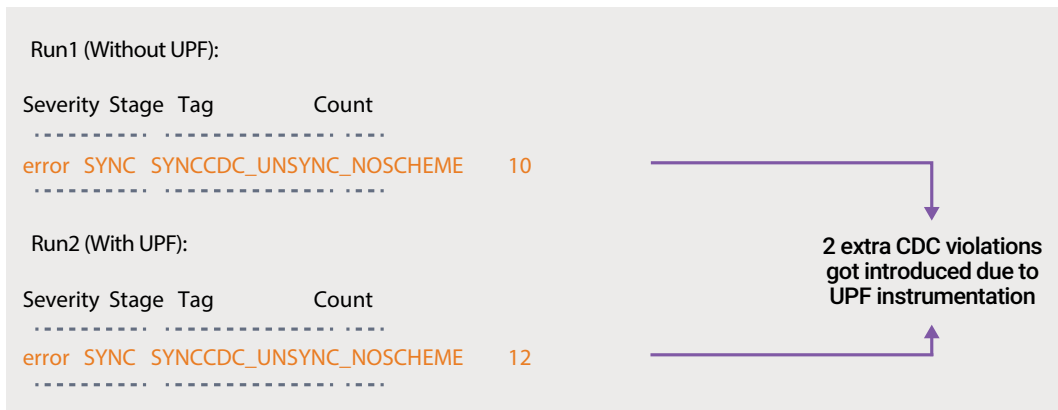 Run1 (Without UPF):
Severity Stage Tag Count
error SYNC SYNCCDC_UNSYNC_NOSCHEME 10
Run2 (With UPF):
Severity Stage Tag Count
error SYNC SYNCCDC_UNSYNC_NOSCHEME 12
2 extra CDC violations
got introduced due to
UPF instrumentation